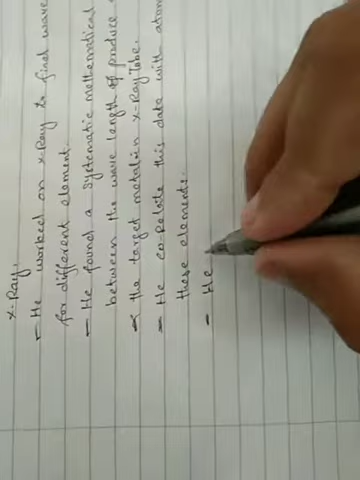 X-Ray.
- He worked on x-Ray to find wave
for different element.
- He found a systematic methemetical
between the wave length of produce
- the target metal in x-Ray Tube.
- He co-relate this data with atom
these elements.
- He